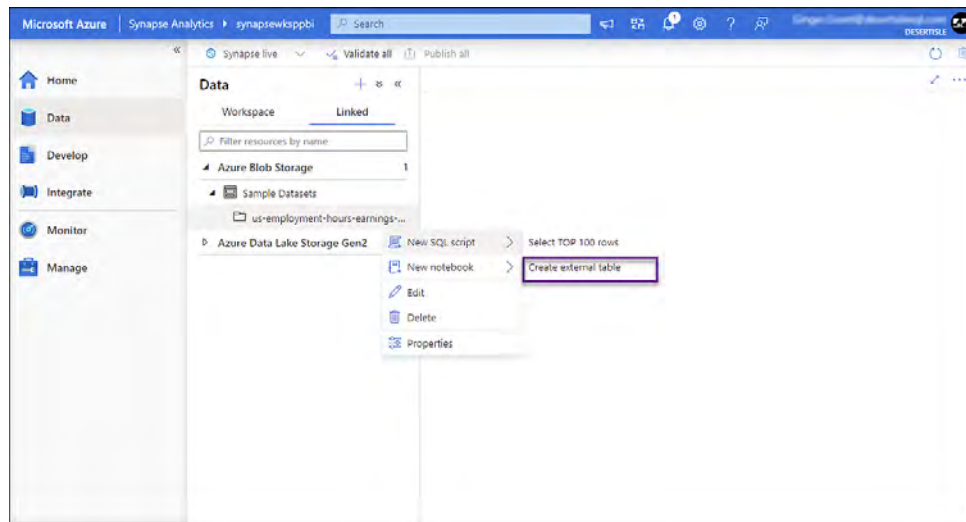 Microsoft Azure Synapse Analytics synapsewksppbi Search
1 ? DESERTISLE
Synapse live Validate all Publish all
Home
Data
Develop
Integrate
Monitor
Manage
Data
Workspace Linked
Filter resources by name
Azure Blob Storage 1
Sample Datasets
us-employment-hours-earnings-...
Azure Data Lake Storage Gen2
New SQL script
New notebook
Edit
Delete
Properties
Select TOP 100 rows
Create external table